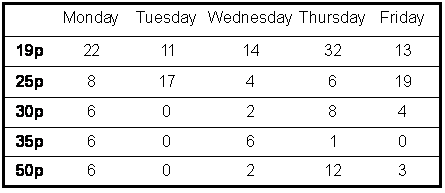 Monday Tuesday Wednesday Thursday Friday
19p 22 11 14 32 13
25p 8 17 4 6 19
30p 6 0 2 8 4
35p 6 0 6 1 0
50p 6 0 2 12 3